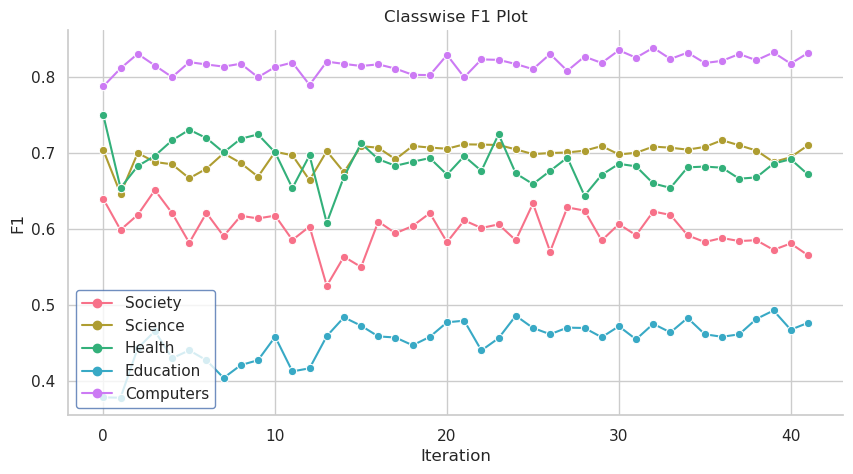 Classwise F1 Plot
F1
0.8
0.7
0.6
0.5
0.4
Society
Science
Health
Education
Computers
0 10 20 30 40
Iteration